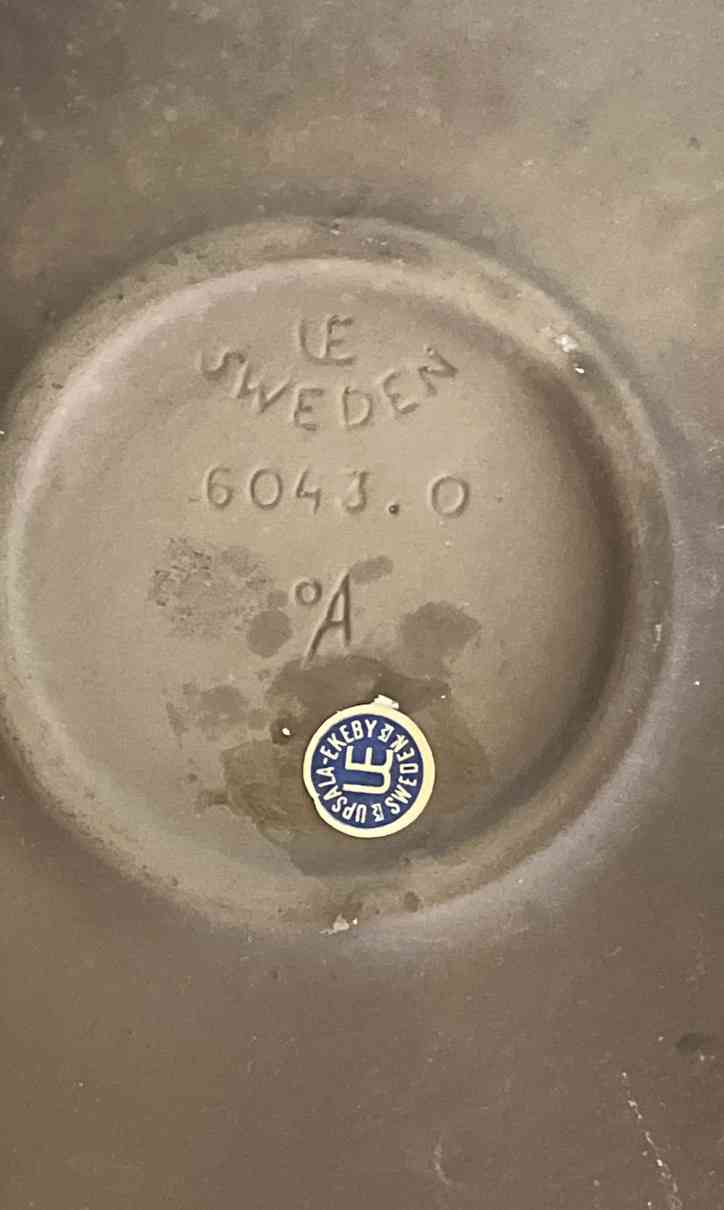 UE
SWEDEN
6043.0
°A
UPSALA-EKEBY
SWEDEN
UE